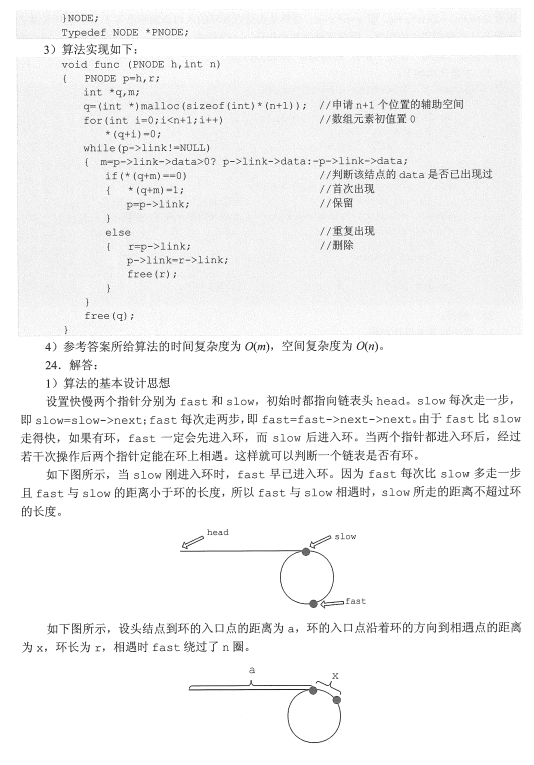 }NODE;
Typedef NODE *PNODE;
3）算法实现如下：
void func (PNODE h,int n)
{ PNODE p=h,r;
int *q,m;
q=(int *)malloc(sizeof(int)*(n+1)); //申请 n+1 个位置的辅助空间
for(int i=0;i<n+1;i++) //数组元素初值置 0
*(q+i)=0;
while(p->link!=NULL)
{ m=p->link->data>0? p->link->data:-p->link->data;
if(*(q+m)==0) //判断该结点的 data 是否已出现过
{ *(q+m)=1; //首次出现
p=p->link; //保留
}
else //重复出现
{ r=p->link; //删除
p->link=r->link;
free(r);
}
}
free(q);
}
4）参考答案所给算法的时间复杂度为 O(m)，空间复杂度为 O(n)。
24．解答：
1）算法的基本设计思想
设置快慢两个指针分别为 fast 和 slow，初始时都指向链表头 head。slow 每次走一步，
即 slow=slow->next; fast 每次走两步，即 fast=fast->next->next。由于 fast 比 slow
走得快，如果有环，fast 一定会先进入环，而 slow 后进入环。当两个指针都进入环后，经过
若干次操作后两个指针定能在环上相遇。这样就可以判断一个链表是否有环。
如下图所示，当 slow 刚进入环时，fast 早已进入环。因为 fast 每次比 slow 多走一步
且 fast 与 slow 的距离小于环的长度，所以 fast 与 slow 相遇时，slow 所走的距离不超过环
的长度。
head
slow
fast
如下图所示，设头结点到环的入口点的距离为 a，环的入口点沿着环的方向到相遇点的距离
为 x，环长为 r，相遇时 fast 绕过了 n 圈。
a
x